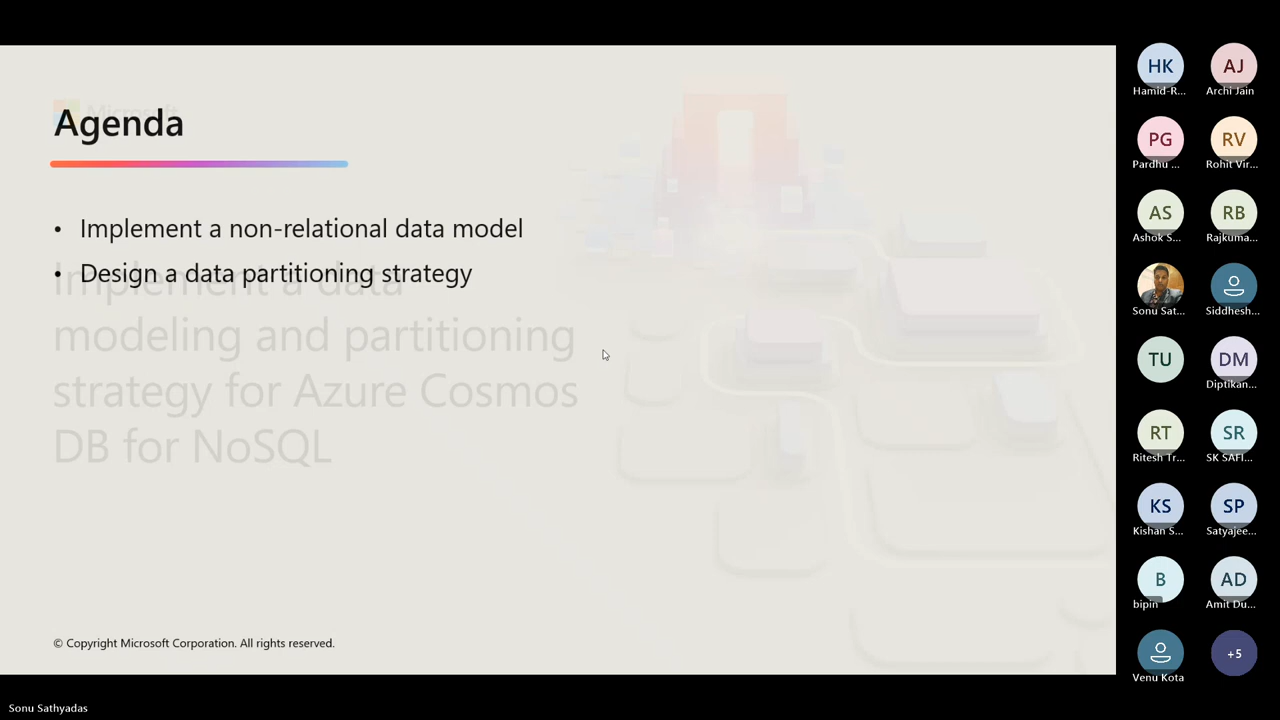 Microsoft
Agenda
• Implement a non-relational data model
• Design a data partitioning strategy
Implement a data
modeling and partitioning
strategy for Azure Cosmos
DB for NoSQL
© Copyright Microsoft Corporation. All rights reserved.
Sonu Sathyadas
HK
Hamid-R...
AJ
Archi Jain
PG
Pardhu ...
RV
Rohit Vir...
AS
Ashok S...
RB
Rajkuma...
Sonu Sat...
Siddhesh...
TU
DM
Diptikan...
RT
Ritesh Tr...
SR
SK SAFI...
KS
Kishan S...
SP
Satyajee...
B
bipin
AD
Amit Du...
Venu Kota
+5